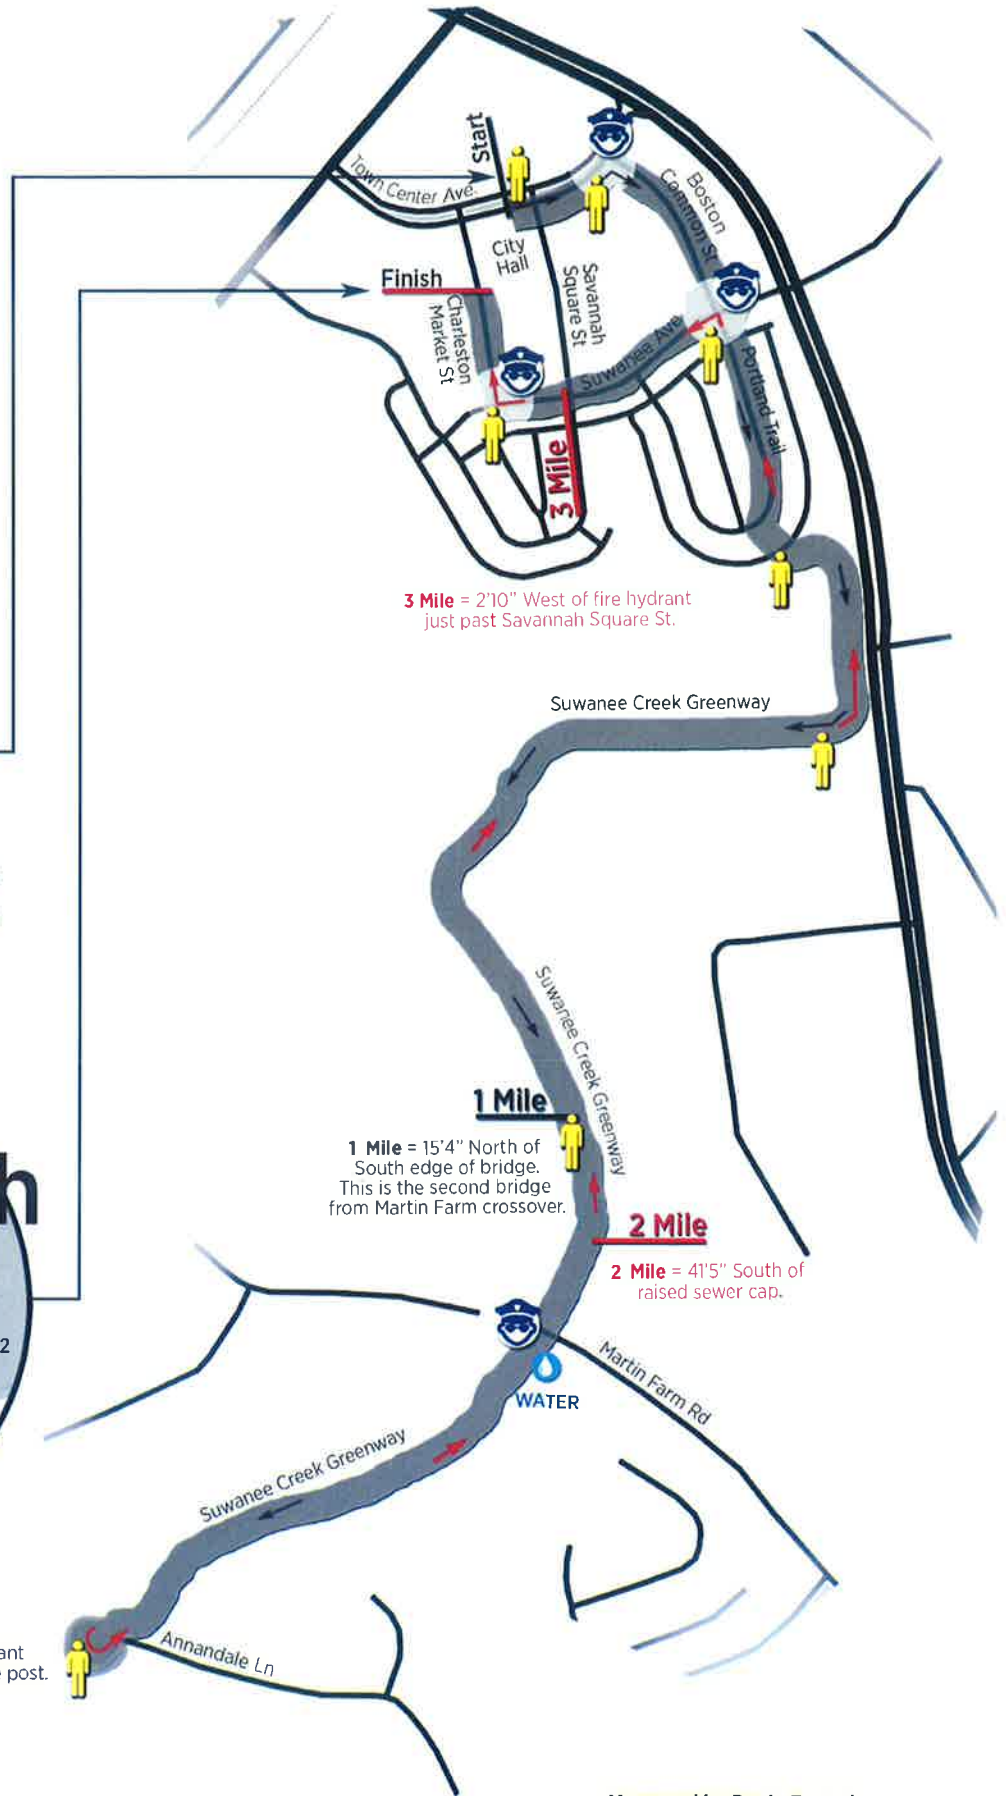 Start
Town Center Ave.
Boston
Common St
City
Hall
Finish
Savannah
Square St
Charleston
Market St
Suwanee Ave
Portland Trail
3 Mile
3 Mile = 2'10" West of fire hydrant
just past Savannah Square St.
Suwanee Creek Greenway
Suwanee Creek Greenway
1 Mile
1 Mile = 15'4" North of
South edge of bridge.
This is the second bridge
from Martin Farm crossover.
h
2 Mile
2 Mile = 41'5" South of
raised sewer cap.
2
Martin Farm Rd
WATER
Suwanee Creek Greenway
ant
post.
Annandale Ln